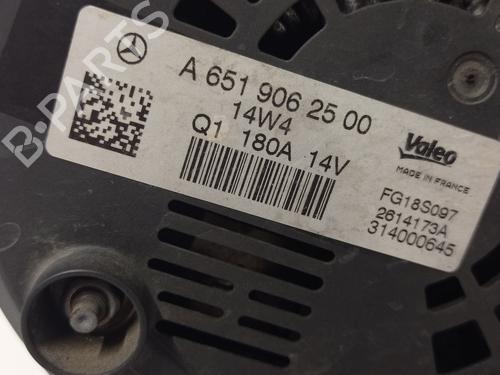 A 651 906 25 00
14W4
Q1 180A 14V
Valeo
MADE IN FRANCE
FG18S097
2614173A
314000645
B-PARTS